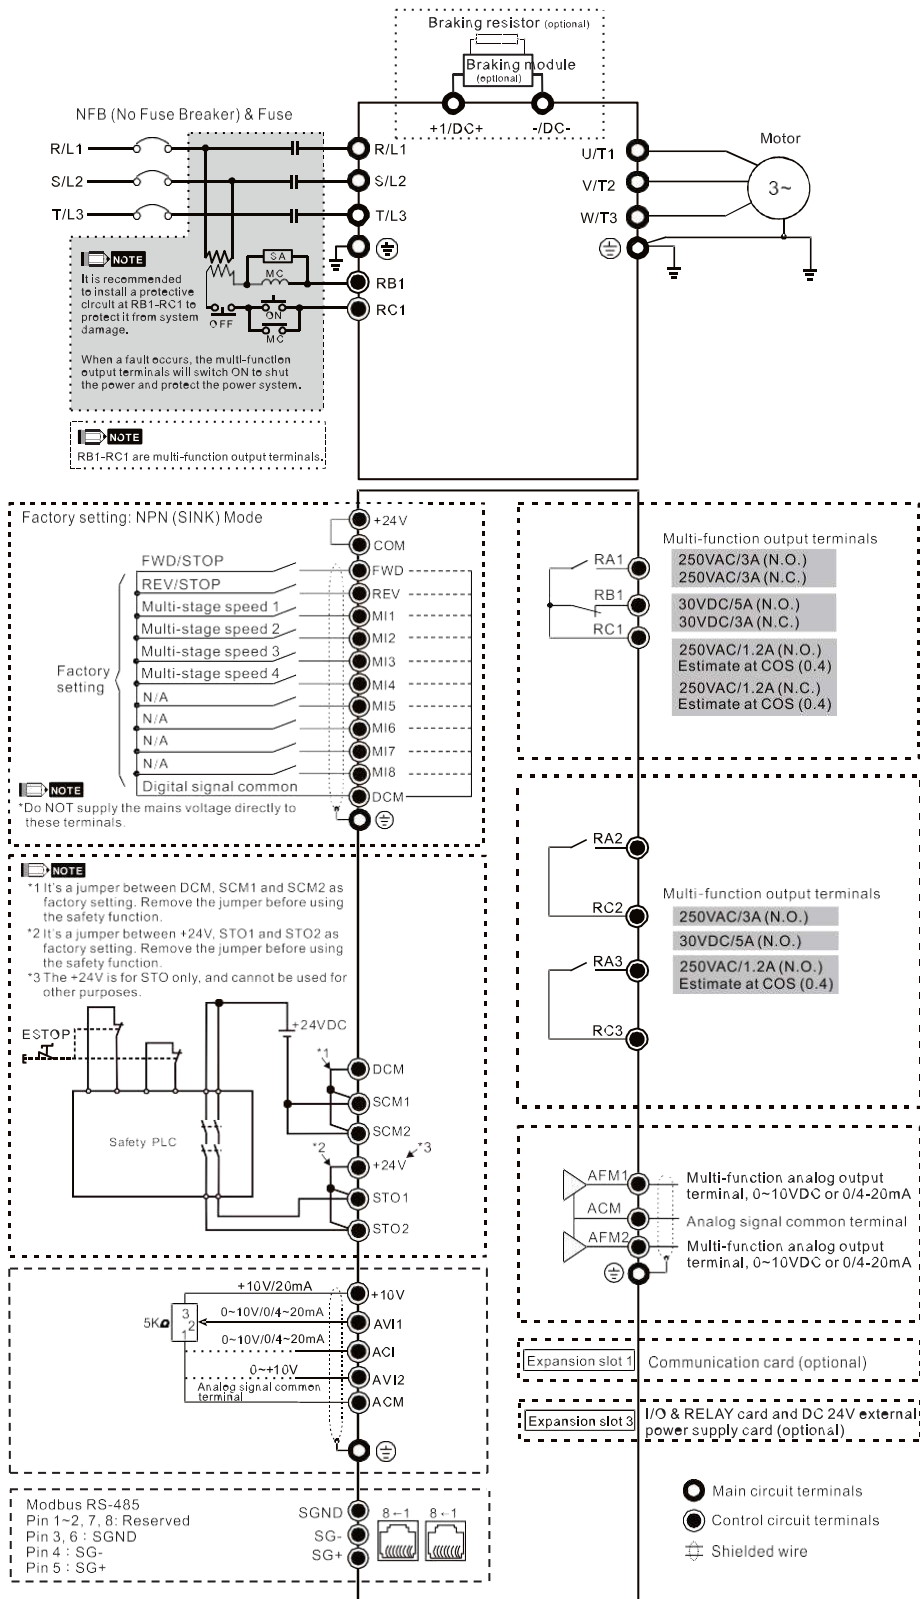 Braking resistor (optional)
Braking module
(optional)
+1/DC+
-/DC-
NFB (No Fuse Breaker) & Fuse
R/L1
S/L2
T/L3
R/L1
S/L2
T/L3
RB1
RC1
SA
MC
OFF
ON
MC
U/T1
V/T2
W/T3
Motor
3~
NOTE
It is recommended
to install a protective
circuit at RB1-RC1 to
protect it from system
damage.
When a fault occurs, the multi-function
output terminals will switch ON to shut
the power and protect the power system.
NOTE
RB1-RC1 are multi-function output terminals.
Factory setting: NPN (SINK) Mode
+24V
COM
FWD/STOP
FWD
REV/STOP
REV
Multi-stage speed 1
MI1
Multi-stage speed 2
MI2
Multi-stage speed 3
MI3
Multi-stage speed 4
MI4
N/A
MI5
N/A
MI6
N/A
MI7
N/A
MI8
Digital signal common
DCM
Factory
setting
NOTE
*Do NOT supply the mains voltage directly to
these terminals.
RA1
RB1
RC1
Multi-function output terminals
250VAC/3A (N.O.)
250VAC/3A (N.C.)
30VDC/5A (N.O.)
30VDC/3A (N.C.)
250VAC/1.2A (N.O.)
Estimate at COS (0.4)
250VAC/1.2A (N.C.)
Estimate at COS (0.4)
RA2
RC2
RA3
RC3
Multi-function output terminals
250VAC/3A (N.O.)
30VDC/5A (N.O.)
250VAC/1.2A (N.O.)
Estimate at COS (0.4)
NOTE
*1 It's a jumper between DCM, SCM1 and SCM2 as
factory setting. Remove the jumper before using
the safety function.
*2 It's a jumper between +24V, STO1 and STO2 as
factory setting. Remove the jumper before using
the safety function.
*3 The +24V is for STO only, and cannot be used for
other purposes.
ESTOP
+24VDC
Safety PLC
*1
DCM
SCM1
SCM2
*2
*3
+24V
STO1
STO2
AFM1
Multi-function analog output
terminal, 0~10VDC or 0/4-20mA
ACM
Analog signal common terminal
AFM2
Multi-function analog output
terminal, 0~10VDC or 0/4-20mA
+10V/20mA
+10V
5KΩ
3
2
1
0~10V/0/4~20mA
AVI1
0~10V/0/4~20mA
ACI
0~+10V
AVI2
Analog signal common
terminal
ACM
Expansion slot 1
Communication card (optional)
Expansion slot 3
I/O & RELAY card and DC 24V external
power supply card (optional)
Modbus RS-485
Pin 1~2, 7, 8: Reserved
Pin 3, 6 : SGND
Pin 4 : SG-
Pin 5 : SG+
SGND
SG-
SG+
8←1
8←1
Main circuit terminals
Control circuit terminals
Shielded wire